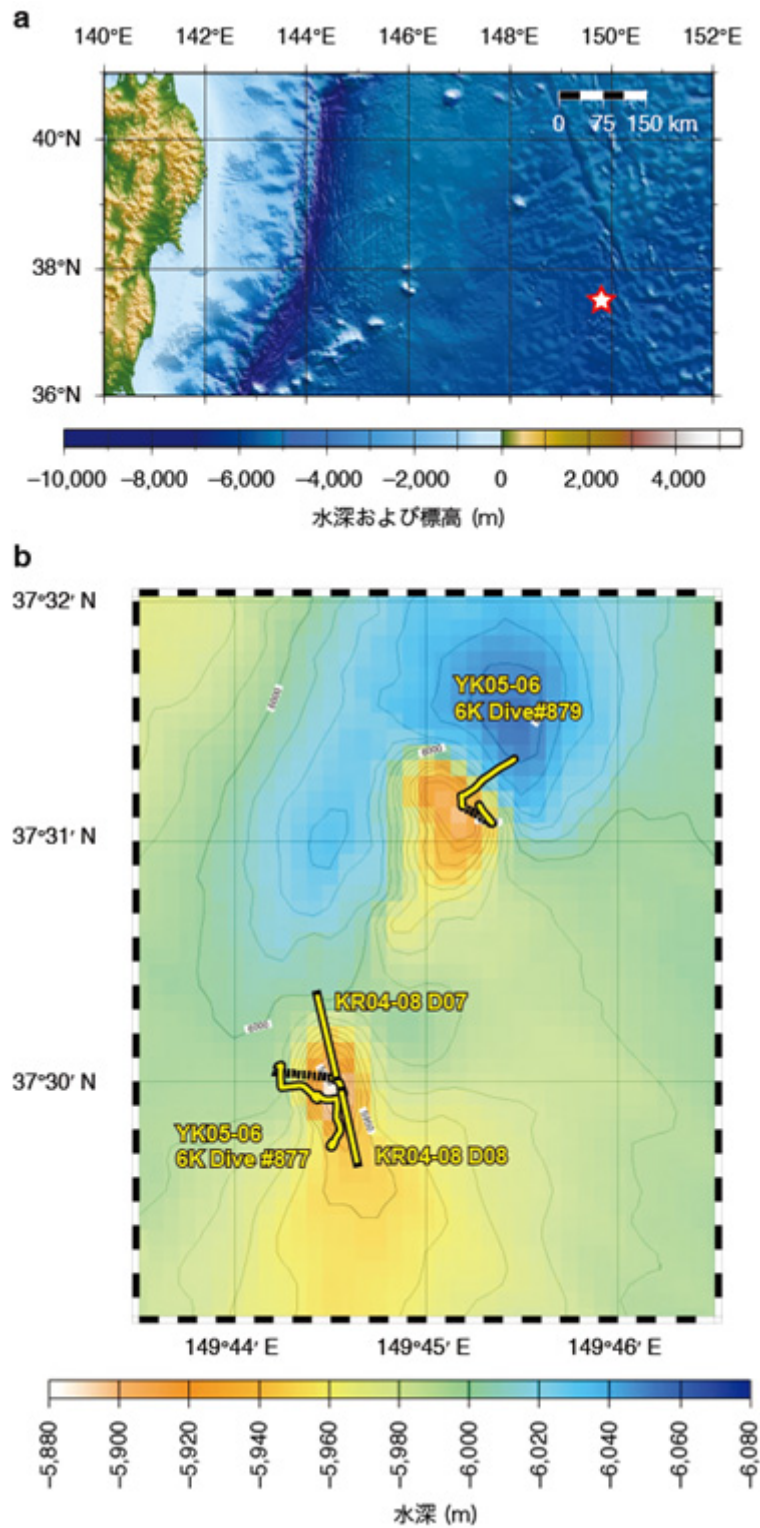 a
140°E 142°E 144°E 146°E 148°E 150°E 152°E
40°N
0 75 150 km
38°N
36°N
−10,000 −8,000 −6,000 −4,000 −2,000 0 2,000 4,000
水深および標高 (m)
b
37°32′ N
6000
YK05-06
6K Dive#879
6000
37°31′ N
KR04-08 D07
6000
37°30′ N
5950
YK05-06
6K Dive #877
KR04-08 D08
149°44′ E 149°45′ E 149°46′ E
−5,880 −5,900 −5,920 −5,940 −5,960 −5,980 −6,000 −6,020 −6,040 −6,060 −6,080
水深 (m)